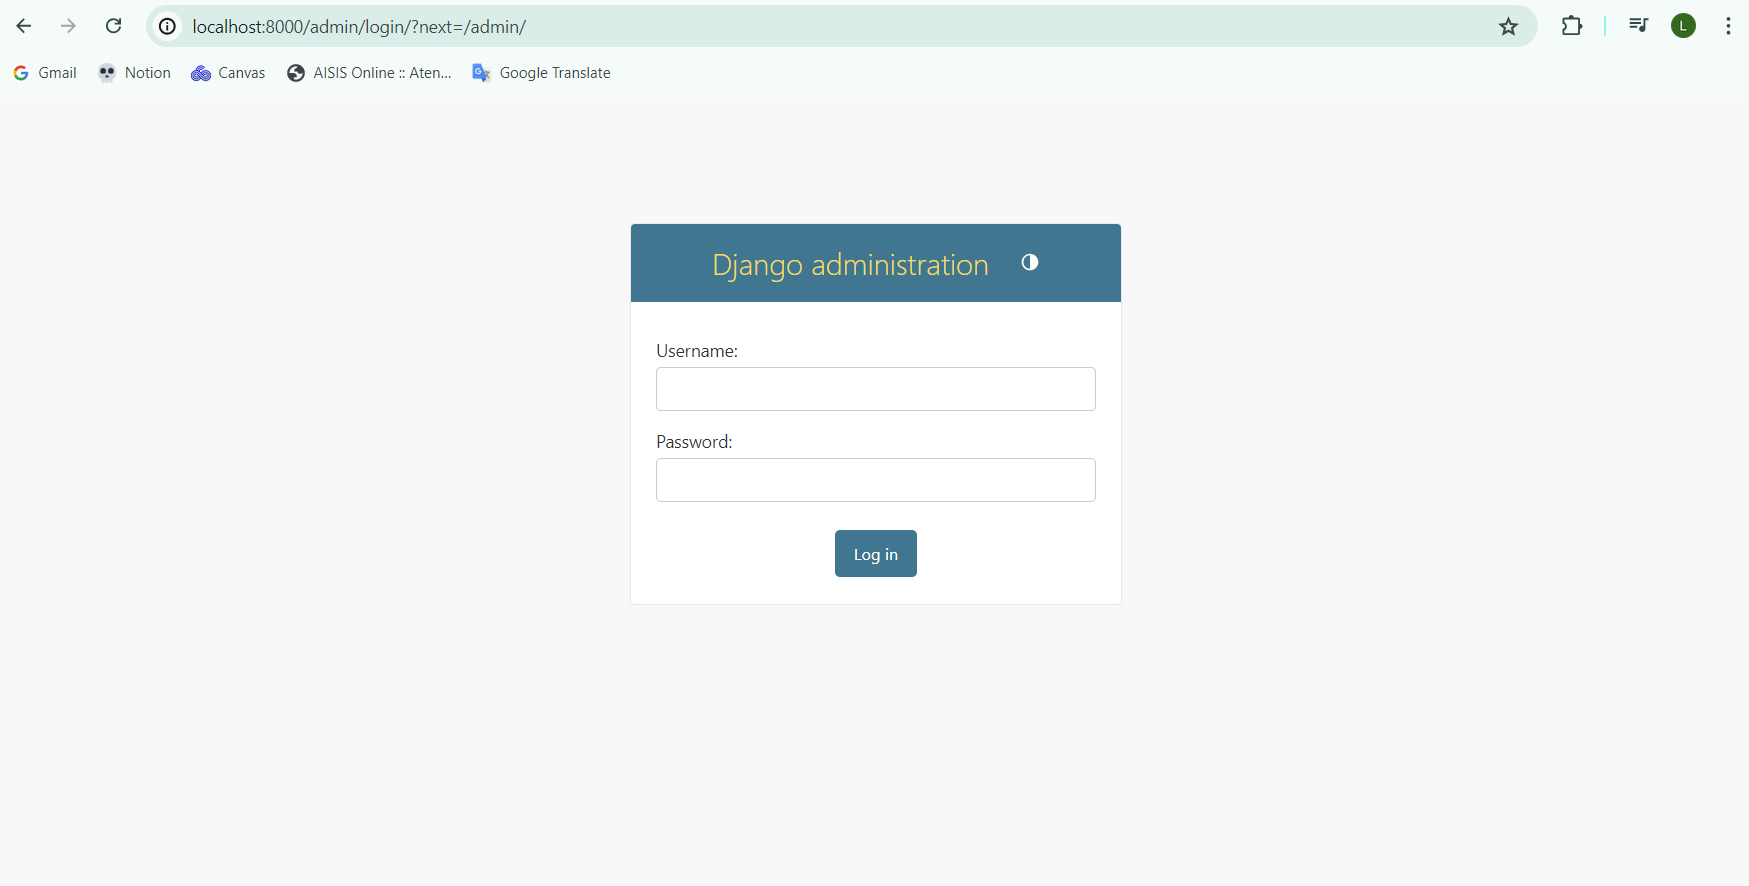 localhost:8000/admin/login/?next=/admin/
L
Gmail Notion Canvas AISIS Online :: Aten... Google Translate
Django administration
Username:
Password:
Log in